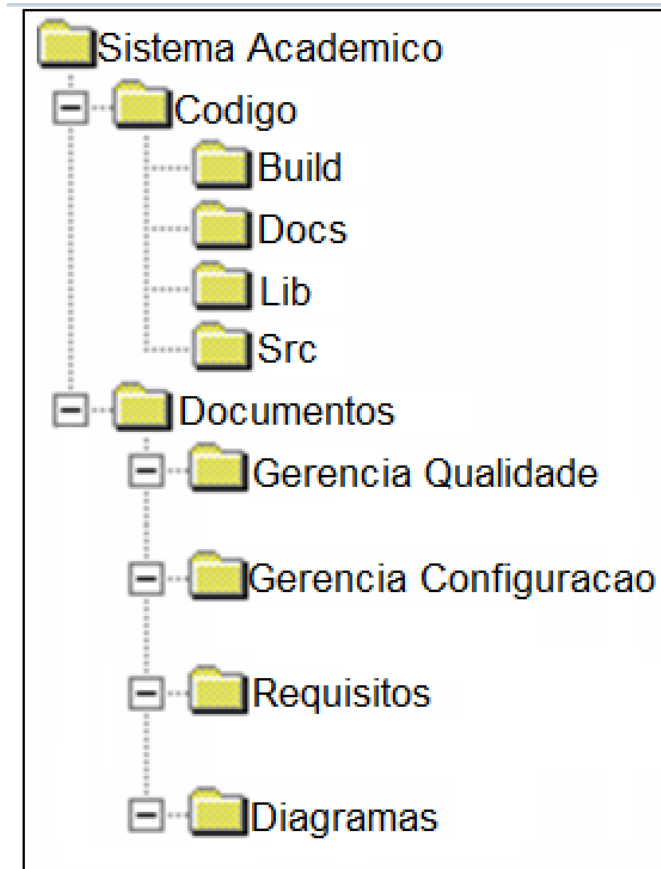 Sistema Academico
Codigo
Build
Docs
Lib
Src
Documentos
Gerencia Qualidade
Gerencia Configuracao
Requisitos
Diagramas